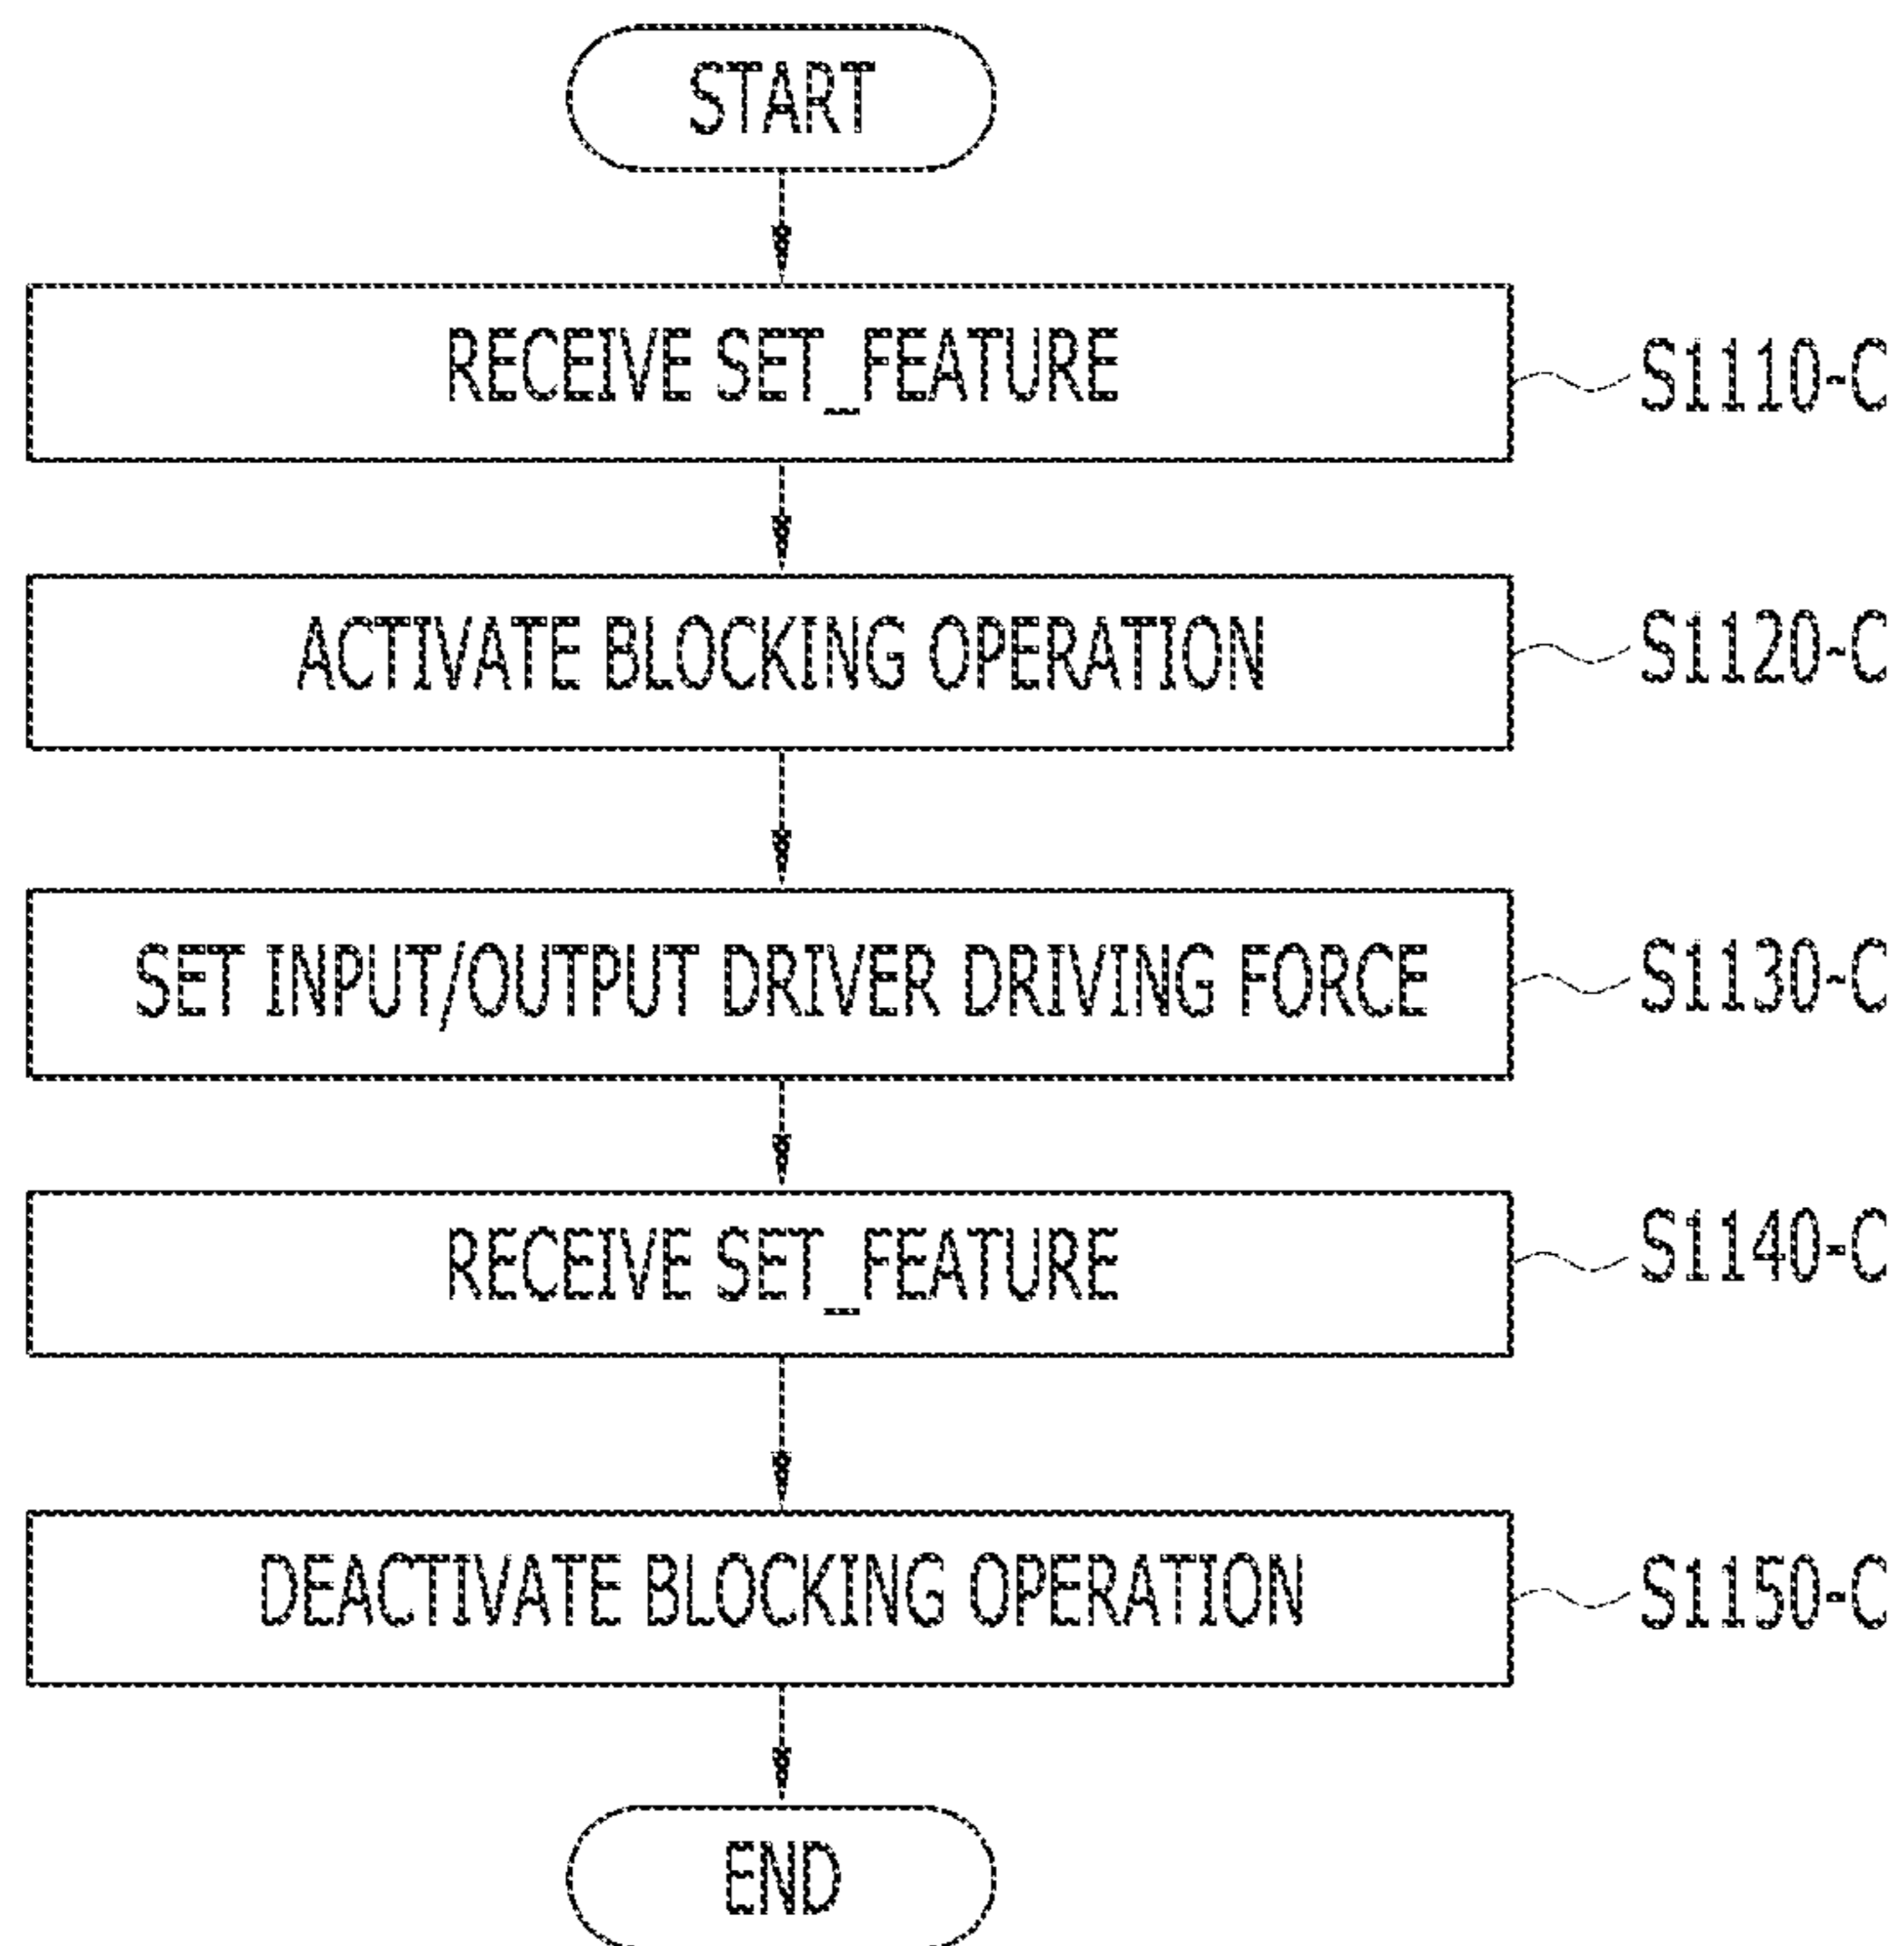 START
RECEIVE SET_FEATURE
S1110-C
ACTIVATE BLOCKING OPERATION
S1120-C
SET INPUT/OUTPUT DRIVER DRIVING FORCE
S1130-C
RECEIVE SET_FEATURE
S1140-C
DEACTIVATE BLOCKING OPERATION
S1150-C
END